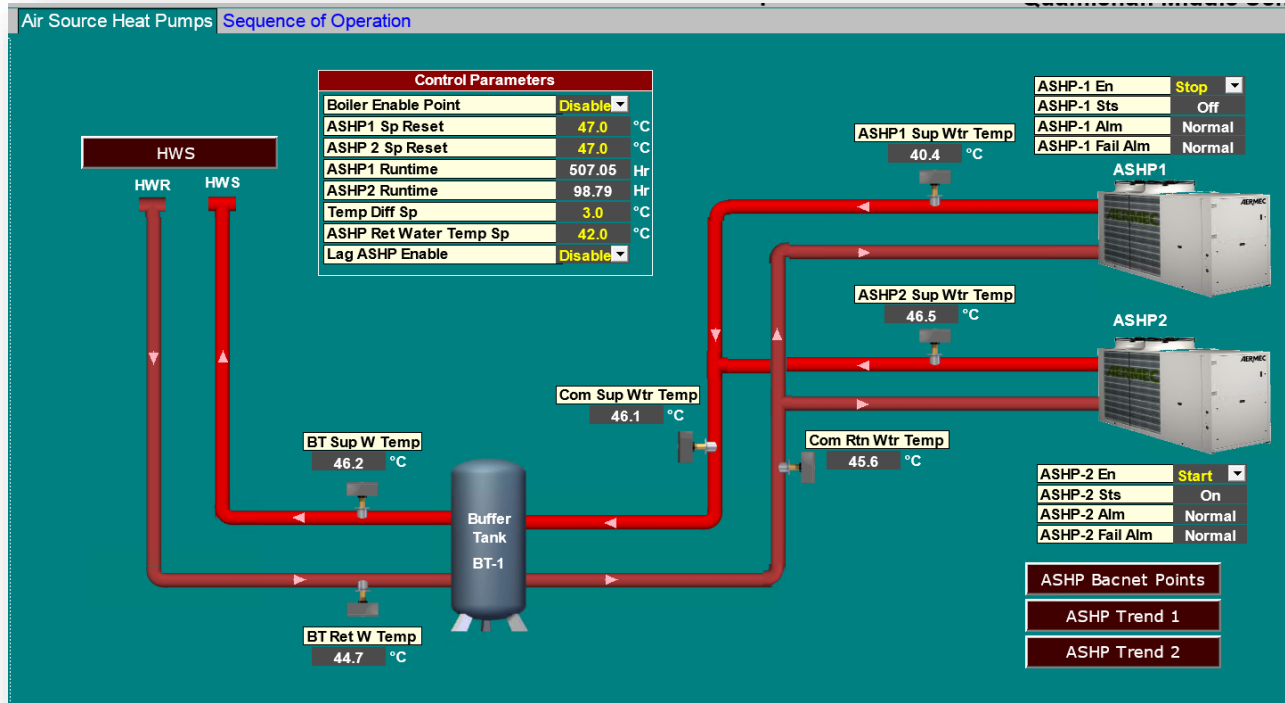 Air Source Heat Pumps Sequence of Operation
Control Parameters
Boiler Enable Point Disable
ASHP1 Sp Reset 47.0 °C
ASHP 2 Sp Reset 47.0 °C
ASHP1 Runtime 507.05 Hr
ASHP2 Runtime 98.79 Hr
Temp Diff Sp 3.0 °C
ASHP Ret Water Temp Sp 42.0 °C
Lag ASHP Enable Disable
ASHP-1 En Stop
ASHP-1 Sts Off
ASHP-1 Alm Normal
ASHP-1 Fail Alm Normal
HWS
HWR HWS
ASHP1 Sup Wtr Temp
40.4 °C
ASHP1
AERMEC
ASHP2 Sup Wtr Temp
46.5 °C
ASHP2
AERMEC
Com Sup Wtr Temp
46.1 °C
Com Rtn Wtr Temp
45.6 °C
BT Sup W Temp
46.2 °C
Buffer
Tank
BT-1
BT Ret W Temp
44.7 °C
ASHP-2 En Start
ASHP-2 Sts On
ASHP-2 Alm Normal
ASHP-2 Fail Alm Normal
ASHP Bacnet Points
ASHP Trend 1
ASHP Trend 2